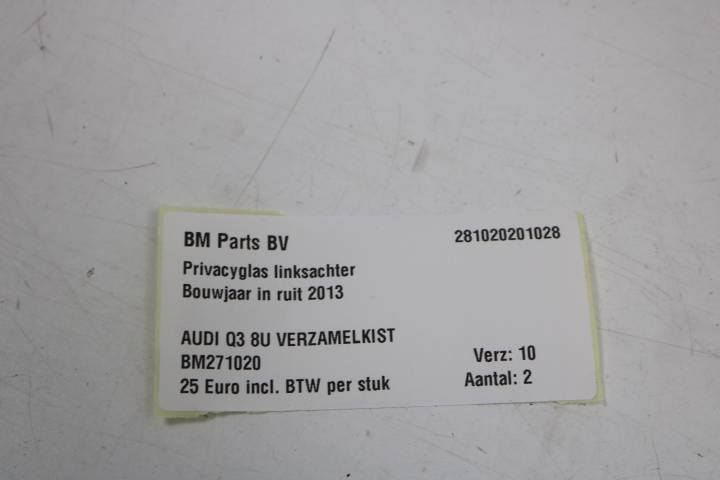 BM Parts BV
281020201028
Privacyglas linksachter
Bouwjaar in ruit 2013
AUDI Q3 8U VERZAMELKIST
BM271020
Verz: 10
25 Euro incl. BTW per stuk
Aantal: 2